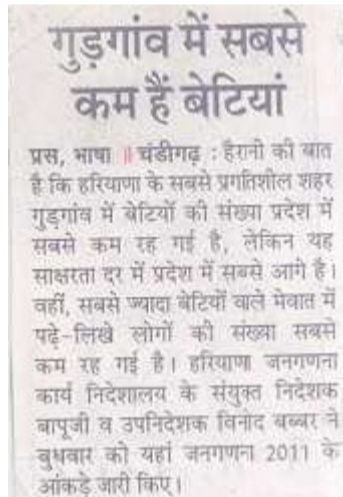 गुड़गांव में सबसे
कम हैं बेटियां
प्रस, भाषा ॥ चंडीगढ़ : हैरानी की बात
है कि हरियाणा के सबसे प्रगतिशील शहर
गुड़गांव में बेटियों की संख्या प्रदेश में
सबसे कम रह गई है, लेकिन यह
साक्षरता दर में प्रदेश में सबसे आगे है।
वहीं, सबसे ज्यादा बेटियों वाले मेवात में
पढ़े-लिखे लोगों की संख्या सबसे
कम रह गई है। हरियाणा जनगणना
कार्य निदेशालय के संयुक्त निदेशक
बापूजी व उपनिदेशक विनोद बब्बर ने
बुधवार को यहां जनगणना 2011 के
आंकड़े जारी किए।